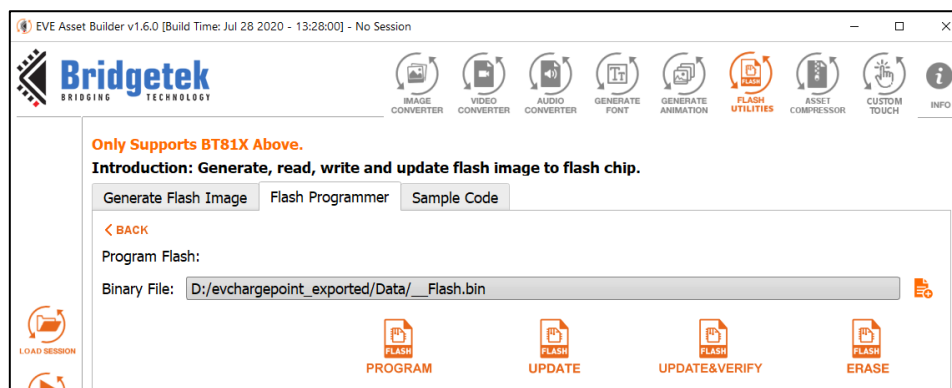 EVE Asset Builder v1.6.0 [Build Time: Jul 28 2020 - 13:28:00] - No Session
Bridgetek
BRIDGING TECHNOLOGY
IMAGE CONVERTER
VIDEO CONVERTER
AUDIO CONVERTER
GENERATE FONT
GENERATE ANIMATION
FLASH UTILITIES
ASSET COMPRESSOR
CUSTOM TOUCH
INFO
Only Supports BT81X Above.
Introduction: Generate, read, write and update flash image to flash chip.
Generate Flash Image Flash Programmer Sample Code
< BACK
Program Flash:
Binary File: D:/evchargepoint_exported/Data/__Flash.bin
LOAD SESSION
FLASH FLASH FLASH FLASH
PROGRAM UPDATE UPDATE&VERIFY ERASE